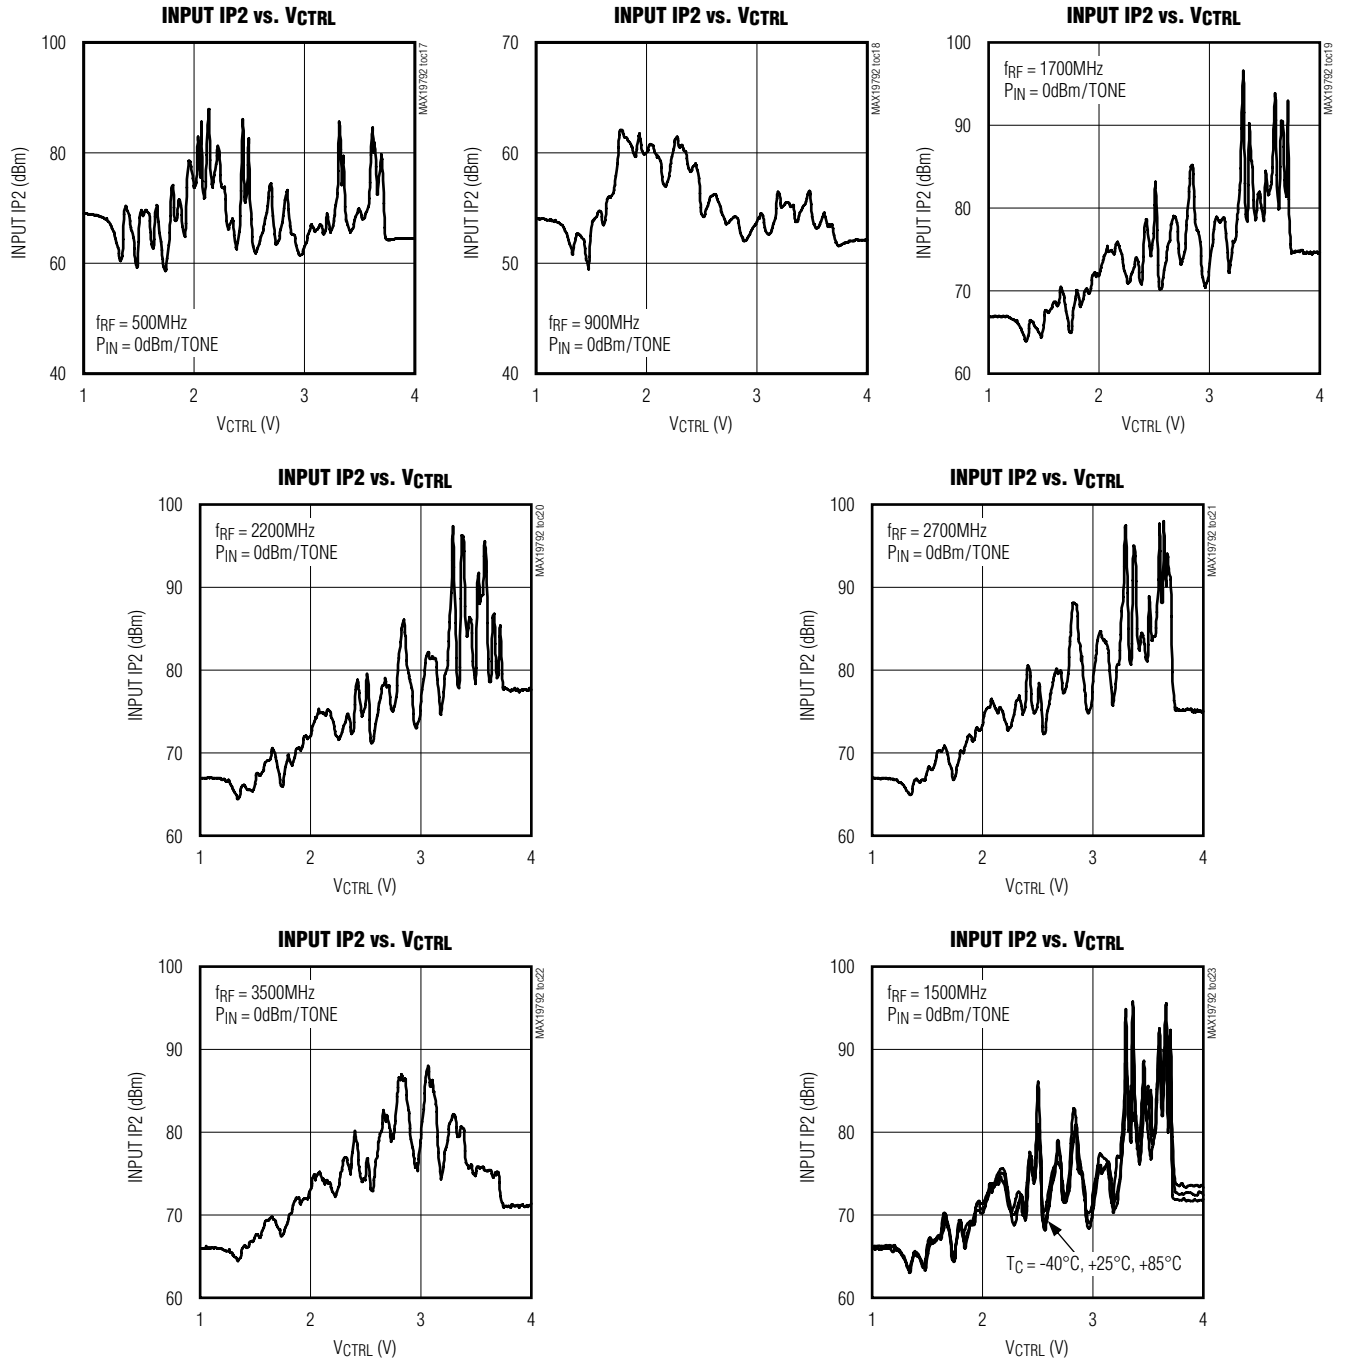 INPUT IP2 vs. VCTRL
100
80
60
40
INPUT IP2 (dBm)
fRF = 500MHz
PIN = 0dBm/TONE
1 2 3 4
VCTRL (V)
MAX19792 toc17
INPUT IP2 vs. VCTRL
70
60
50
40
INPUT IP2 (dBm)
fRF = 900MHz
PIN = 0dBm/TONE
1 2 3 4
VCTRL (V)
MAX19792 toc18
INPUT IP2 vs. VCTRL
100
90
80
70
60
INPUT IP2 (dBm)
fRF = 1700MHz
PIN = 0dBm/TONE
1 2 3 4
VCTRL (V)
MAX19792 toc19
INPUT IP2 vs. VCTRL
100
90
80
70
60
INPUT IP2 (dBm)
fRF = 2200MHz
PIN = 0dBm/TONE
1 2 3 4
VCTRL (V)
MAX19792 toc20
INPUT IP2 vs. VCTRL
100
90
80
70
60
INPUT IP2 (dBm)
fRF = 2700MHz
PIN = 0dBm/TONE
1 2 3 4
VCTRL (V)
MAX19792 toc21
INPUT IP2 vs. VCTRL
100
90
80
70
60
INPUT IP2 (dBm)
fRF = 3500MHz
PIN = 0dBm/TONE
1 2 3 4
VCTRL (V)
MAX19792 toc22
INPUT IP2 vs. VCTRL
100
90
80
70
60
INPUT IP2 (dBm)
fRF = 1500MHz
PIN = 0dBm/TONE
TC = -40°C, +25°C, +85°C
1 2 3 4
VCTRL (V)
MAX19792 toc23